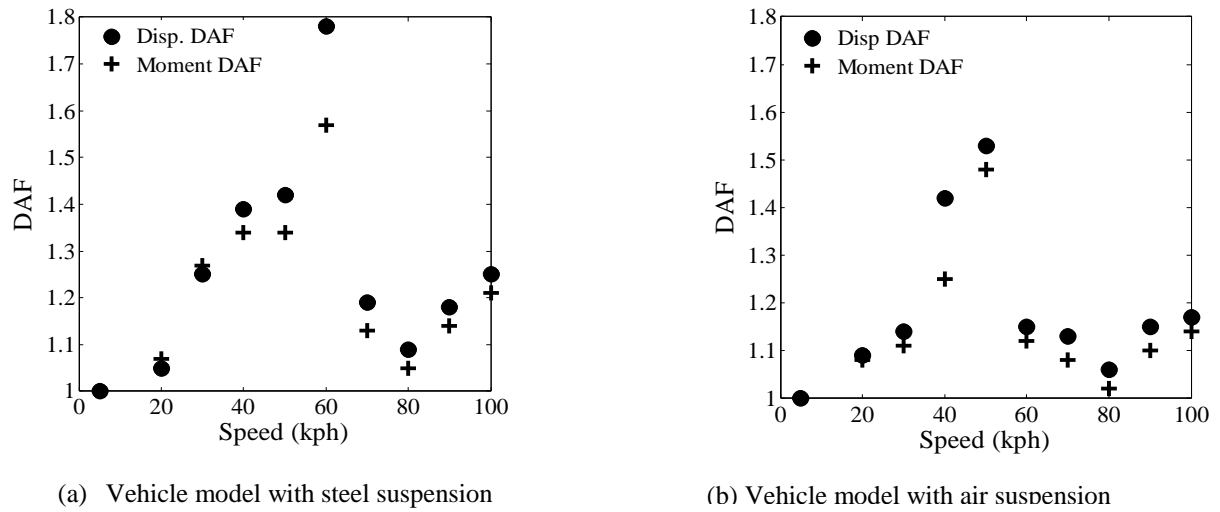 1.8
1.7
1.6
1.5
1.4
1.3
1.2
1.1
1
DAF
Disp. DAF
Moment DAF
0 20 40 60 80 100
Speed (kph)
(a) Vehicle model with steel suspension
1.8
1.7
1.6
1.5
1.4
1.3
1.2
1.1
1
DAF
Disp DAF
Moment DAF
0 20 40 60 80 100
Speed (kph)
(b) Vehicle model with air suspension